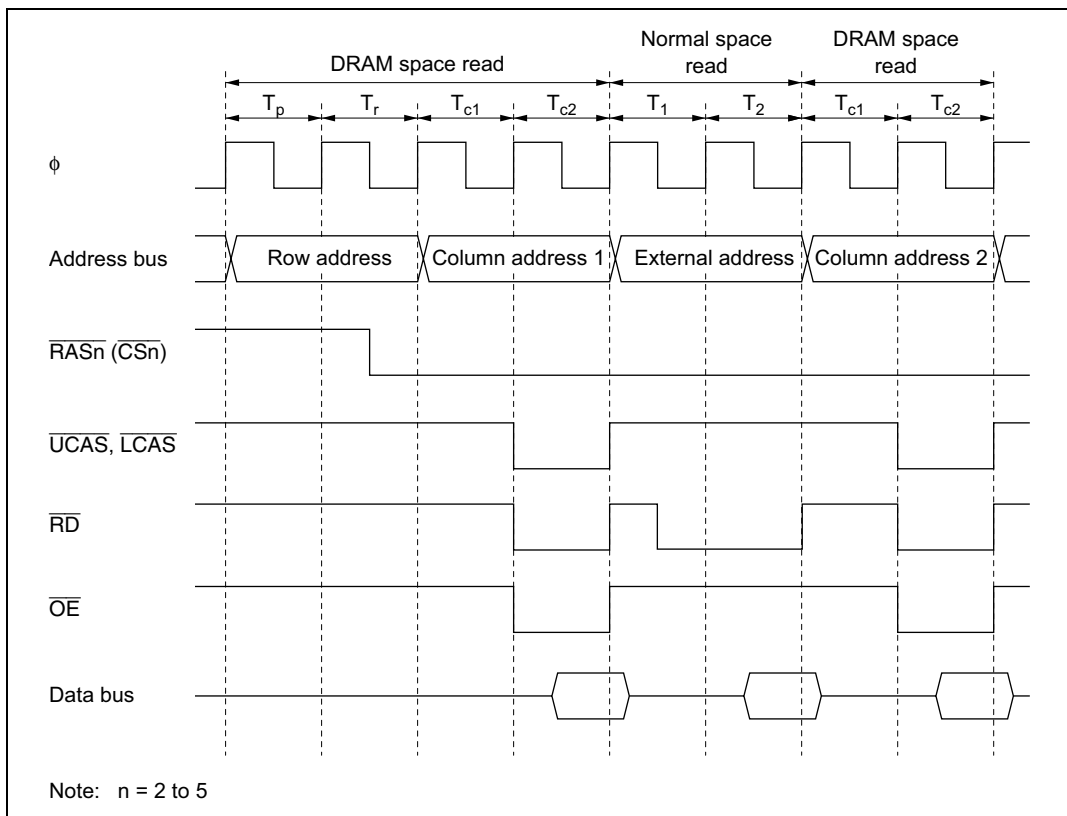 Normal space read
DRAM space read
DRAM space read
Tp Tr Tc1 Tc2 T1 T2 Tc1 Tc2
ϕ
Address bus
Row address
Column address 1
External address
Column address 2
RASn (CSn)
UCAS, LCAS
RD
OE
Data bus
Note: n = 2 to 5